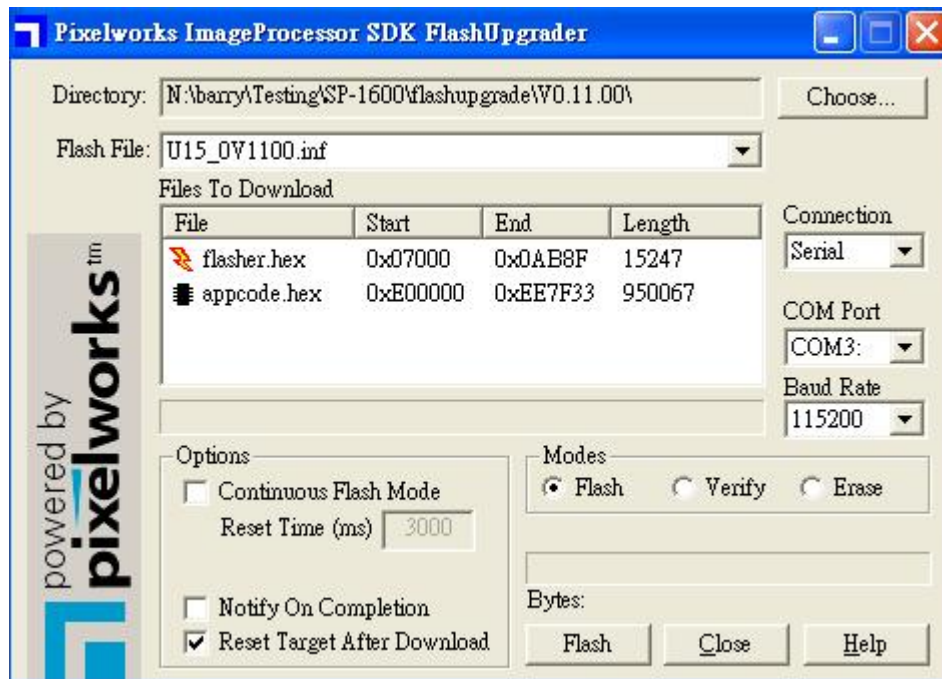 Pixelworks ImageProcessor SDK FlashUpgrader
Directory: N:\barry\Testing\SP-1600\flashupgrade\V0.11.00\ Choose...
Flash File: U15_0V1100.inf
Files To Download
File Start End Length
flasher.hex 0x07000 0x0AB8F 15247
appcode.hex 0xE00000 0xEE7F33 950067
Connection
Serial
COM Port
COM3:
Baud Rate
115200
powered by
pixelworks tm
Options
Continuous Flash Mode
Reset Time (ms) 3000
Notify On Completion
Reset Target After Download
Modes
Flash Verify Erase
Bytes:
Flash Close Help